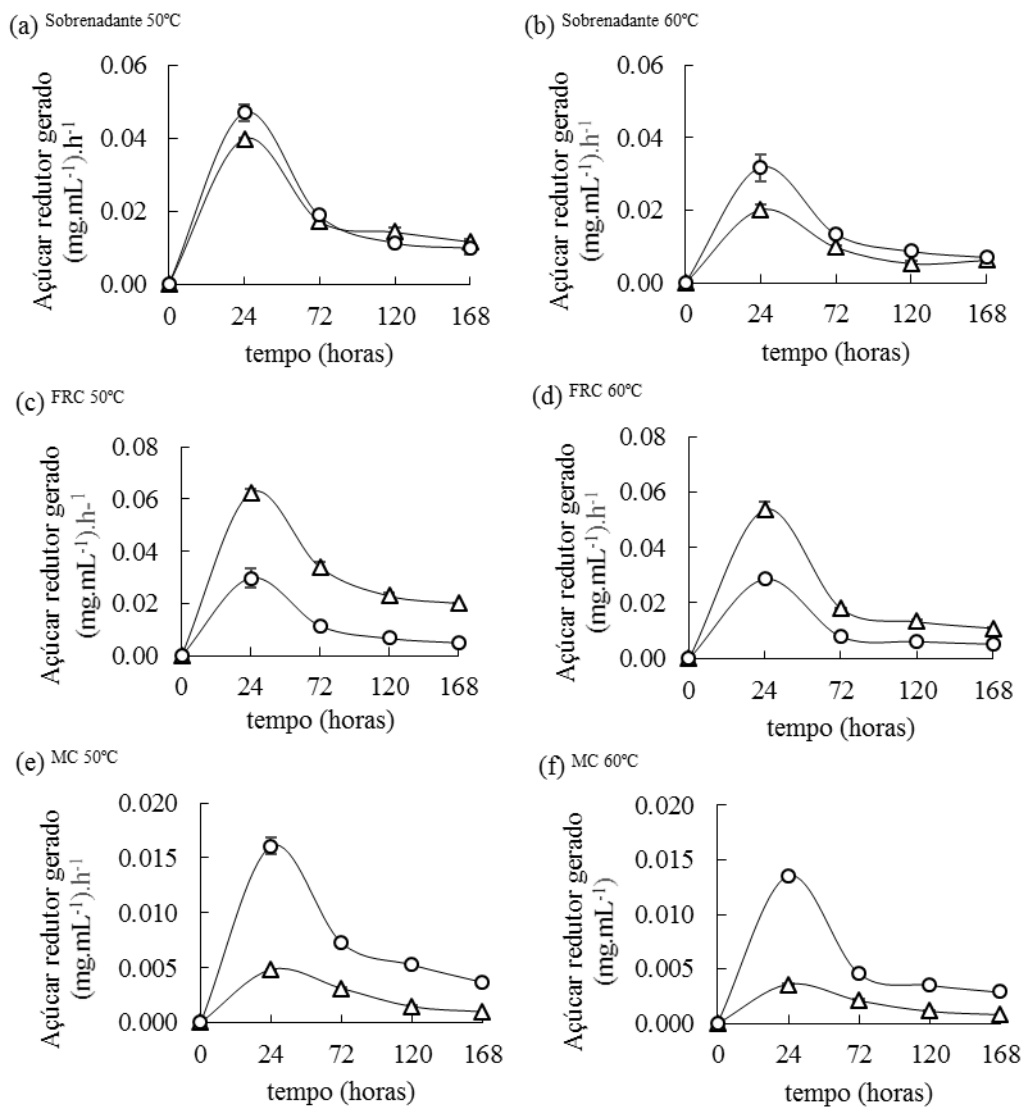 (a) Sobrenadante 50ºC
Açúcar redutor gerado
(mg.mL-1).h-1
0.06
0.04
0.02
0.00
0 24 72 120 168
tempo (horas)
(b) Sobrenadante 60ºC
Açúcar redutor gerado
(mg.mL-1).h-1
0.06
0.04
0.02
0.00
0 24 72 120 168
tempo (horas)
(c) FRC 50ºC
Açúcar redutor gerado
(mg.mL-1).h-1
0.08
0.06
0.04
0.02
0.00
0 24 72 120 168
tempo (horas)
(d) FRC 60ºC
Açúcar redutor gerado
(mg.mL-1).h-1
0.08
0.06
0.04
0.02
0.00
0 24 72 120 168
tempo (horas)
(e) MC 50ºC
Açúcar redutor gerado
(mg.mL-1).h-1
0.020
0.015
0.010
0.005
0.000
0 24 72 120 168
tempo (horas)
(f) MC 60ºC
Açúcar redutor gerado
(mg.mL-1)
0.020
0.015
0.010
0.005
0.000
0 24 72 120 168
tempo (horas)